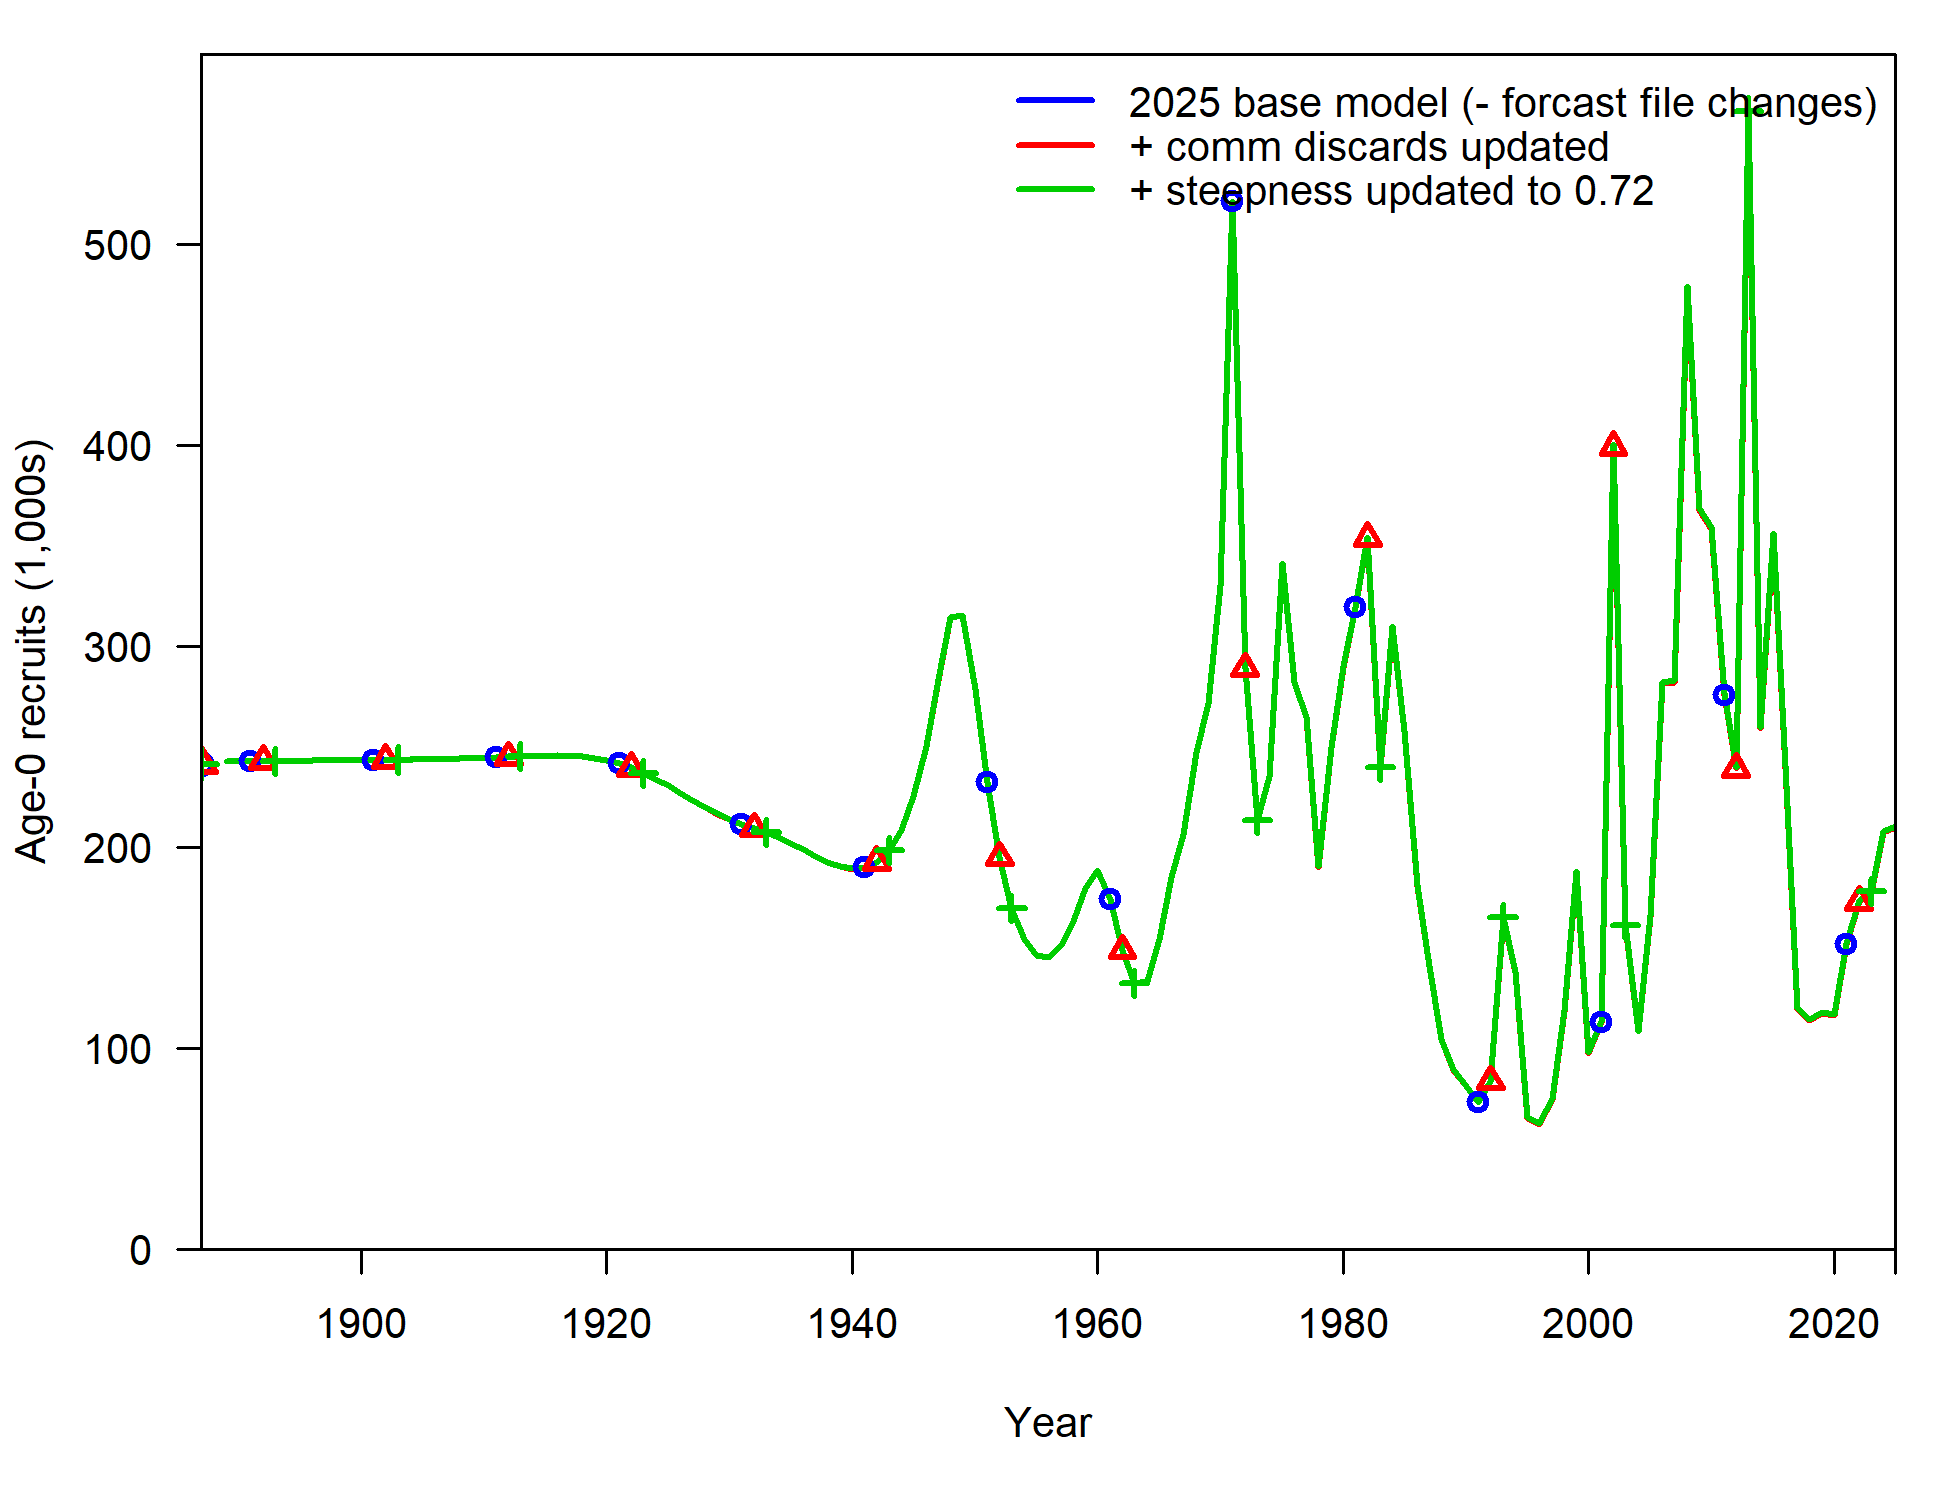 2025 base model (- forcast file changes)
+ comm discards updated
+ steepness updated to 0.72
Age-0 recruits (1,000s)
500
400
300
200
100
0
1900 1920 1940 1960 1980 2000 2020
Year